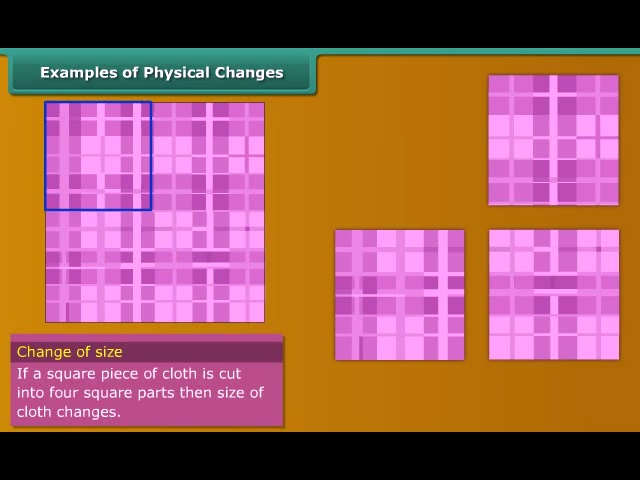 Examples of Physical Changes
Change of size
If a square piece of cloth is cut
into four square parts then size of
cloth changes.